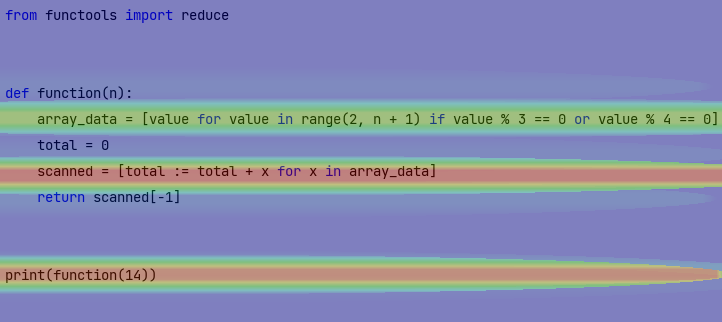 from functools import reduce
def function(n):
    array_data = [value for value in range(2, n + 1) if value % 3 == 0 or value % 4 == 0]
    total = 0
    scanned = [total := total + x for x in array_data]
    return scanned[-1]
print(function(14))